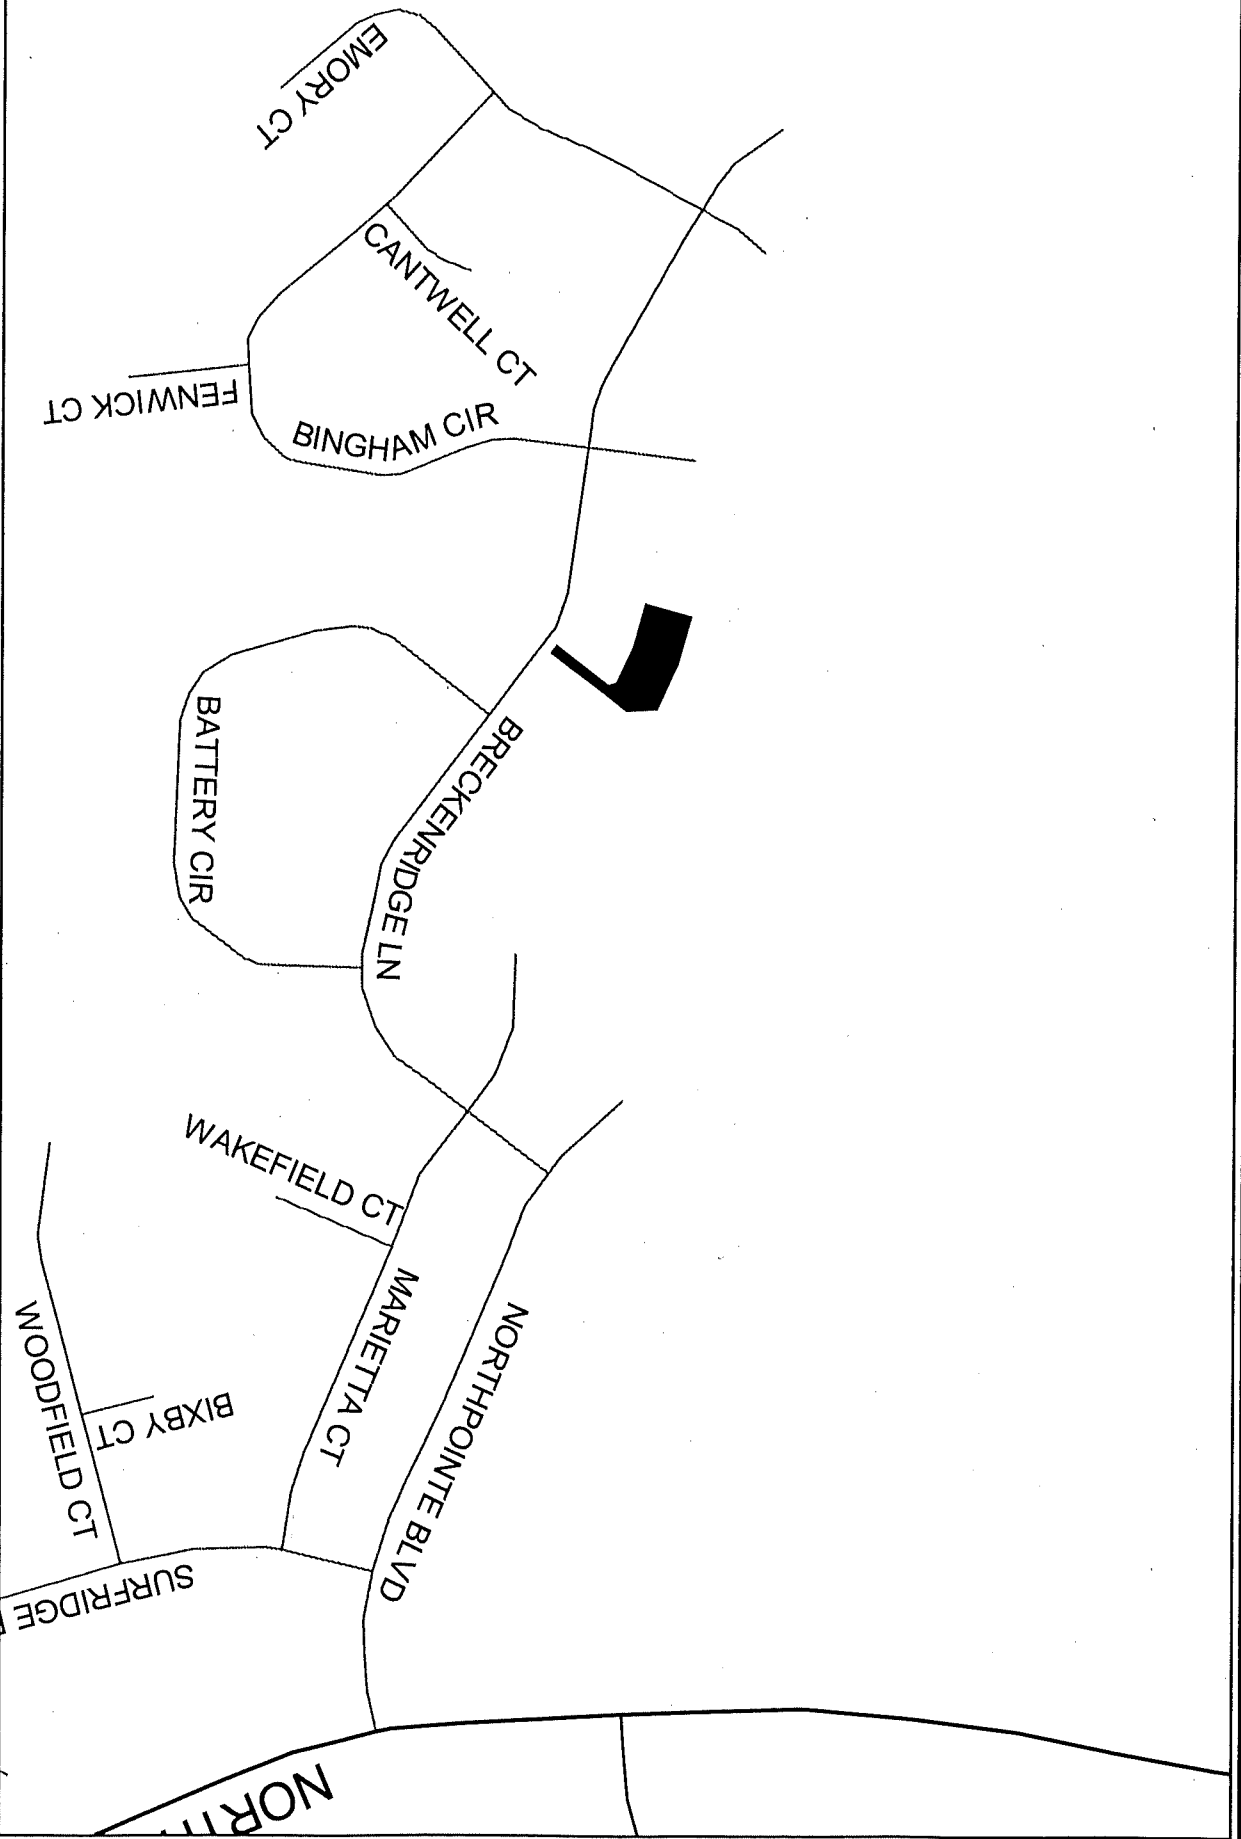 EMORY CT
CANTWELL CT
FENWICK CT
BINGHAM CIR
BATTERY CIR
BRECKENRIDGE LN
WAKEFIELD CT
MARIETTA CT
NORTHPOINTE BLVD
WOODFIELD CT
BIXBY CT
SURFRIDGE
NORTH